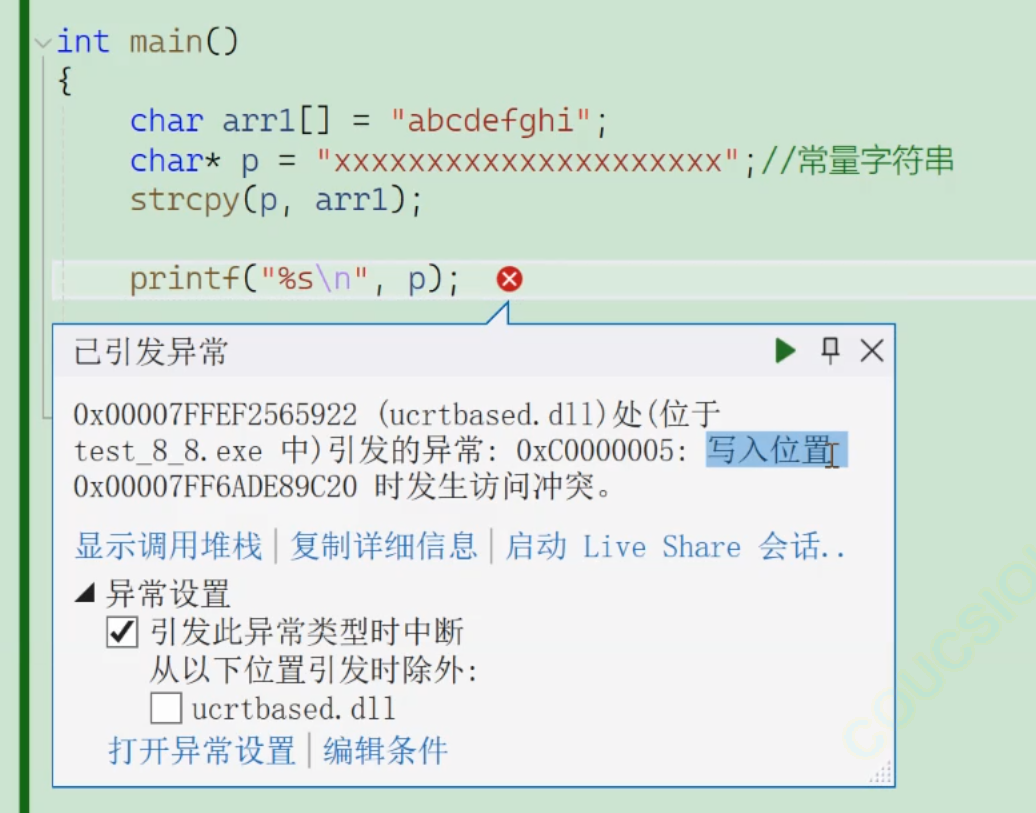 int main()
{
char arr1[] = "abcdefghi";
char* p = "xxxxxxxxxxxxxxxxxxxxx";//常量字符串
strcpy(p, arr1);
printf("%s\n", p);
已引发异常
0x00007FFEF2565922 (ucrtbased.dll)处(位于
test_8_8.exe 中)引发的异常: 0xC0000005: 写入位置
0x00007FF6ADE89C20 时发生访问冲突。
显示调用堆栈 | 复制详细信息 | 启动 Live Share 会话..
异常设置
引发此异常类型时中断
从以下位置引发时除外:
ucrtbased.dll
打开异常设置 | 编辑条件